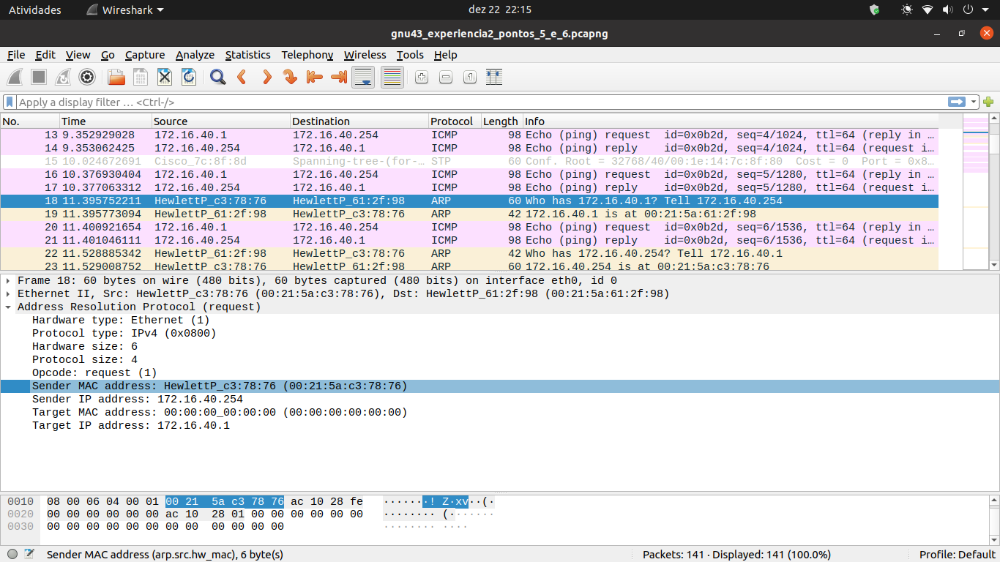 Atividades Wireshark dez 22 22:15
gnu43_experiencia2_pontos_5_e_6.pcapng
File Edit View Go Capture Analyze Statistics Telephony Wireless Tools Help
Apply a display filter … <Ctrl-/>
No. Time Source Destination Protocol Length Info
13 9.352929028 172.16.40.1 172.16.40.254 ICMP 98 Echo (ping) request id=0x0b2d, seq=4/1024, ttl=64 (reply in …
14 9.353062425 172.16.40.254 172.16.40.1 ICMP 98 Echo (ping) reply id=0x0b2d, seq=4/1024, ttl=64 (request i…
15 10.024672691 Cisco_7c:8f:8d Spanning-tree-(for-… STP 60 Conf. Root = 32768/40/00:1e:14:7c:8f:80 Cost = 0 Port = 0x8…
16 10.376930404 172.16.40.1 172.16.40.254 ICMP 98 Echo (ping) request id=0x0b2d, seq=5/1280, ttl=64 (reply in …
17 10.377063312 172.16.40.254 172.16.40.1 ICMP 98 Echo (ping) reply id=0x0b2d, seq=5/1280, ttl=64 (request i…
18 11.395752211 HewlettP_c3:78:76 HewlettP_61:2f:98 ARP 60 Who has 172.16.40.1? Tell 172.16.40.254
19 11.395773094 HewlettP_61:2f:98 HewlettP_c3:78:76 ARP 42 172.16.40.1 is at 00:21:5a:61:2f:98
20 11.400921654 172.16.40.1 172.16.40.254 ICMP 98 Echo (ping) request id=0x0b2d, seq=6/1536, ttl=64 (reply in …
21 11.401046111 172.16.40.254 172.16.40.1 ICMP 98 Echo (ping) reply id=0x0b2d, seq=6/1536, ttl=64 (request i…
22 11.528885342 HewlettP_61:2f:98 HewlettP_c3:78:76 ARP 42 Who has 172.16.40.254? Tell 172.16.40.1
23 11.529008752 HewlettP_c3:78:76 HewlettP_61:2f:98 ARP 60 172.16.40.254 is at 00:21:5a:c3:78:76
Frame 18: 60 bytes on wire (480 bits), 60 bytes captured (480 bits) on interface eth0, id 0
Ethernet II, Src: HewlettP_c3:78:76 (00:21:5a:c3:78:76), Dst: HewlettP_61:2f:98 (00:21:5a:61:2f:98)
Address Resolution Protocol (request)
Hardware type: Ethernet (1)
Protocol type: IPv4 (0x0800)
Hardware size: 6
Protocol size: 4
Opcode: request (1)
Sender MAC address: HewlettP_c3:78:76 (00:21:5a:c3:78:76)
Sender IP address: 172.16.40.254
Target MAC address: 00:00:00_00:00:00 (00:00:00:00:00:00)
Target IP address: 172.16.40.1
0010 08 00 06 04 00 01 00 21 5a c3 78 76 ac 10 28 fe ·······! Z·xv··(·
0020 00 00 00 00 00 00 ac 10 28 01 00 00 00 00 00 00 ········ (·······
0030 00 00 00 00 00 00 00 00 00 00 00 00 ········ ····
Sender MAC address (arp.src.hw_mac), 6 byte(s) Packets: 141 · Displayed: 141 (100.0%) Profile: Default